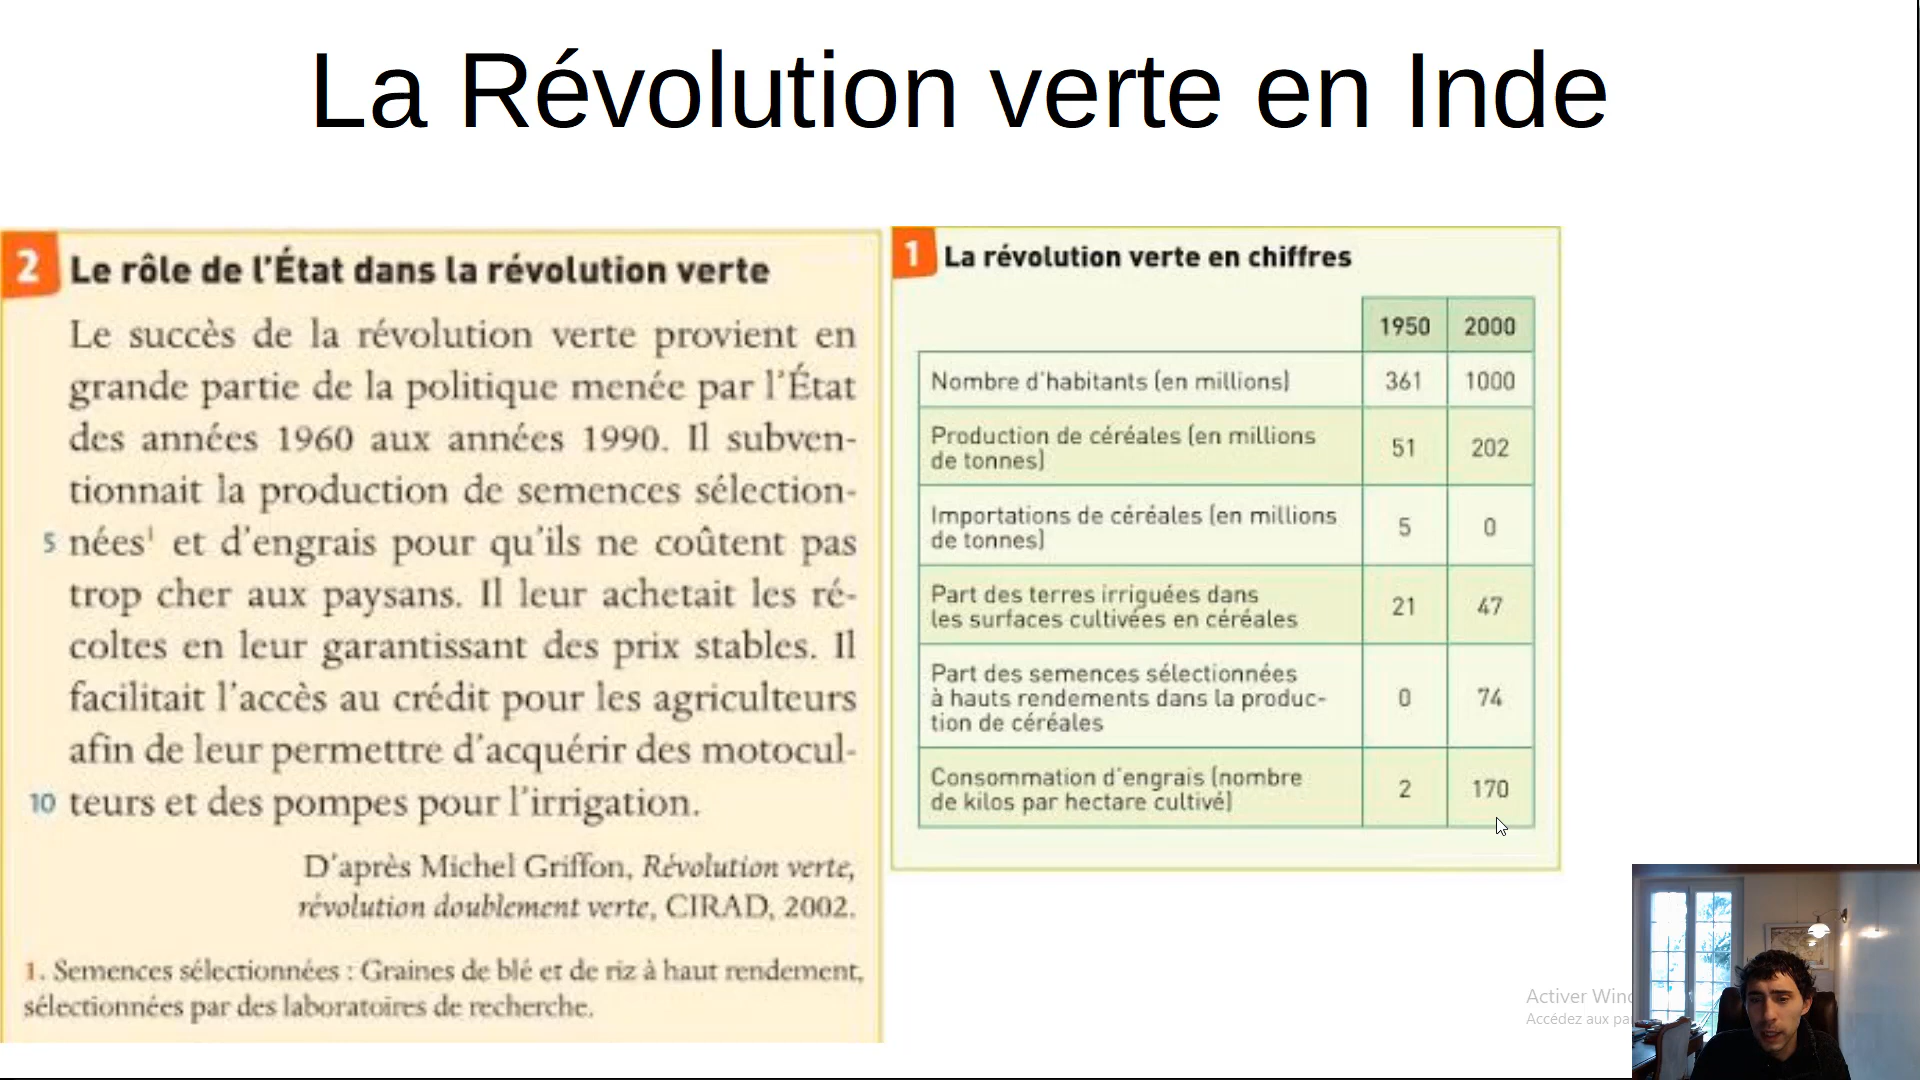 La Révolution verte en Inde
2 Le rôle de l'État dans la révolution verte
Le succès de la révolution verte provient en
grande partie de la politique menée par l'État
des années 1960 aux années 1990. Il subven-
tionnait la production de semences sélection-
5 nées¹ et d'engrais pour qu'ils ne coûtent pas
trop cher aux paysans. Il leur achetait les ré-
coltes en leur garantissant des prix stables. Il
facilitait l'accès au crédit pour les agriculteurs
afin de leur permettre d'acquérir des motocul-
10 teurs et des pompes pour l'irrigation.
D'après Michel Griffon, Révolution verte,
révolution doublement verte, CIRAD, 2002.
1. Semences sélectionnées : Graines de blé et de riz à haut rendement,
sélectionnées par des laboratoires de recherche.
1 La révolution verte en chiffres
1950 2000
Nombre d'habitants (en millions) 361 1000
Production de céréales (en millions
de tonnes) 51 202
Importations de céréales (en millions
de tonnes) 5 0
Part des terres irriguées dans
les surfaces cultivées en céréales 21 47
Part des semences sélectionnées
à hauts rendements dans la produc-
tion de céréales 0 74
Consommation d'engrais (nombre
de kilos par hectare cultivé) 2 170
Activer Wind
Accédez aux pa